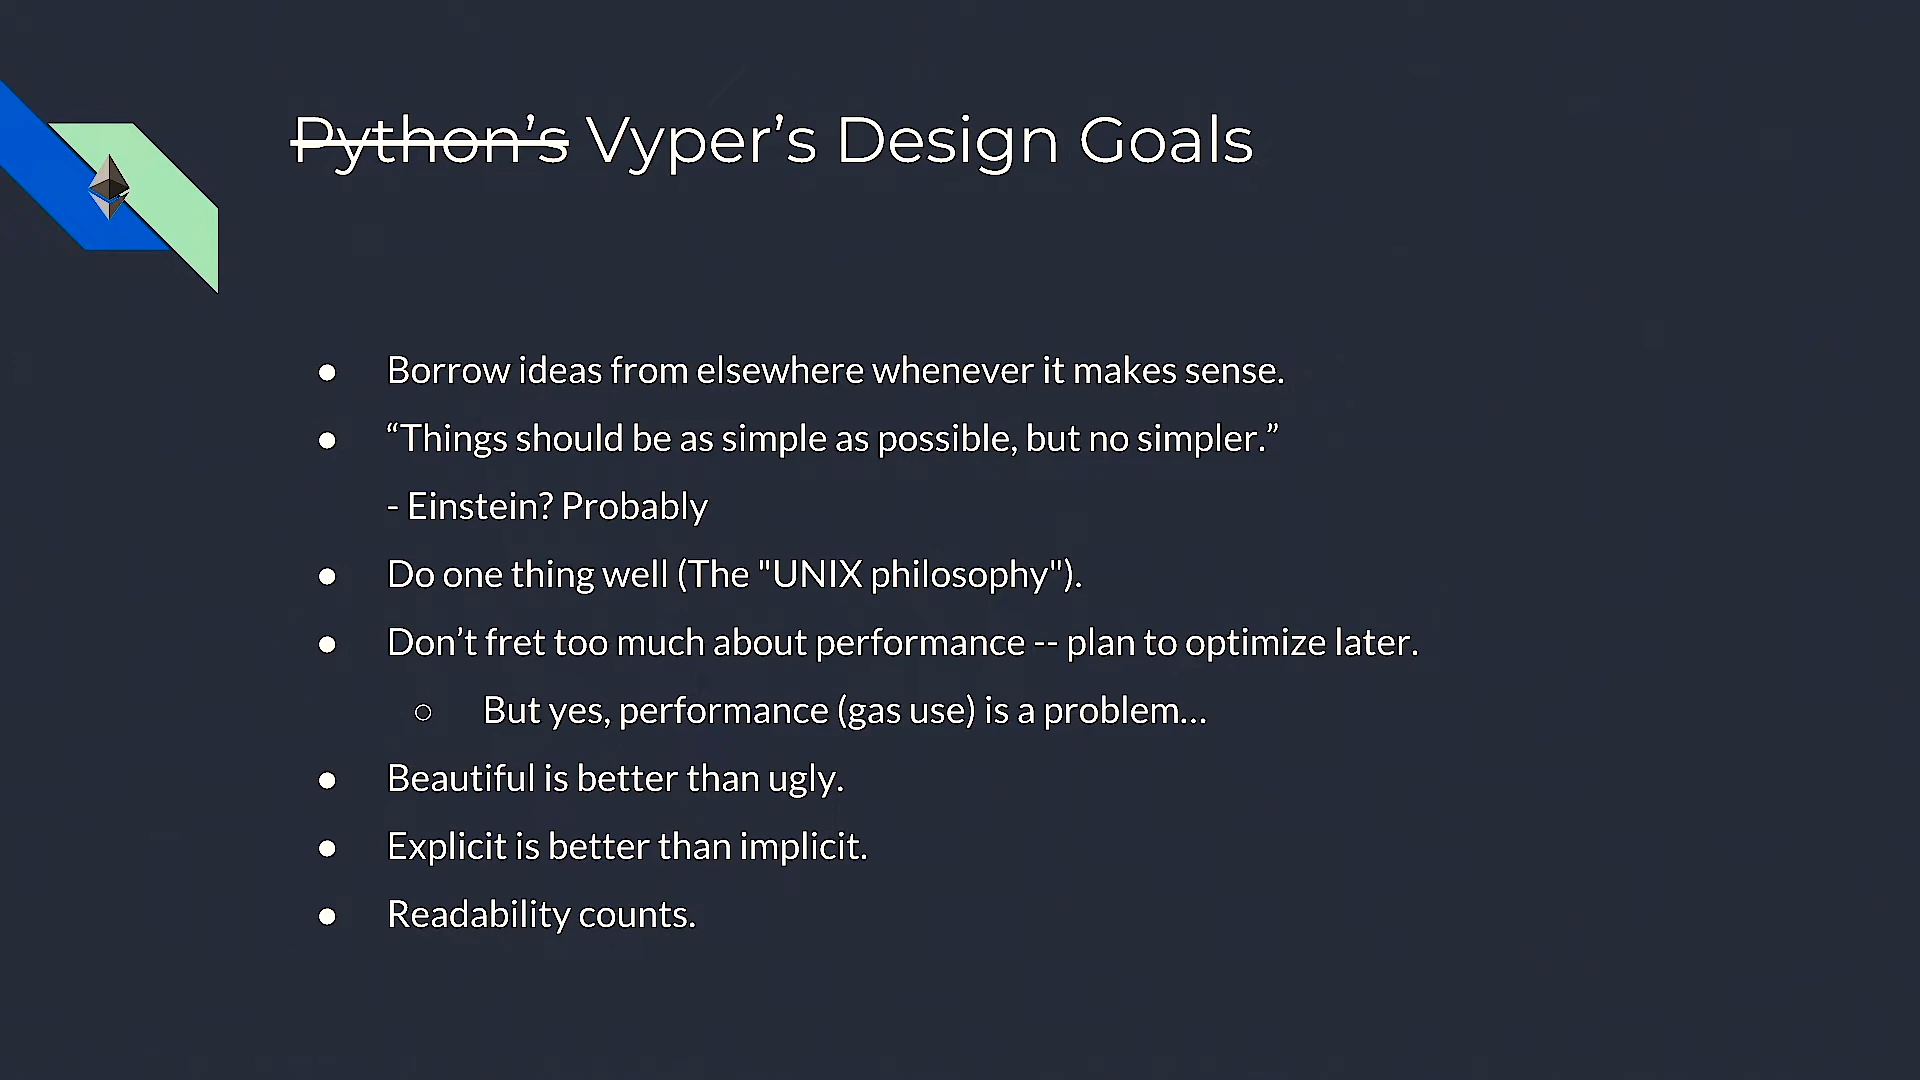 Python’s Vyper’s Design Goals
● Borrow ideas from elsewhere whenever it makes sense.
● “Things should be as simple as possible, but no simpler.”
- Einstein? Probably
● Do one thing well (The "UNIX philosophy").
● Don’t fret too much about performance -- plan to optimize later.
○ But yes, performance (gas use) is a problem...
● Beautiful is better than ugly.
● Explicit is better than implicit.
● Readability counts.